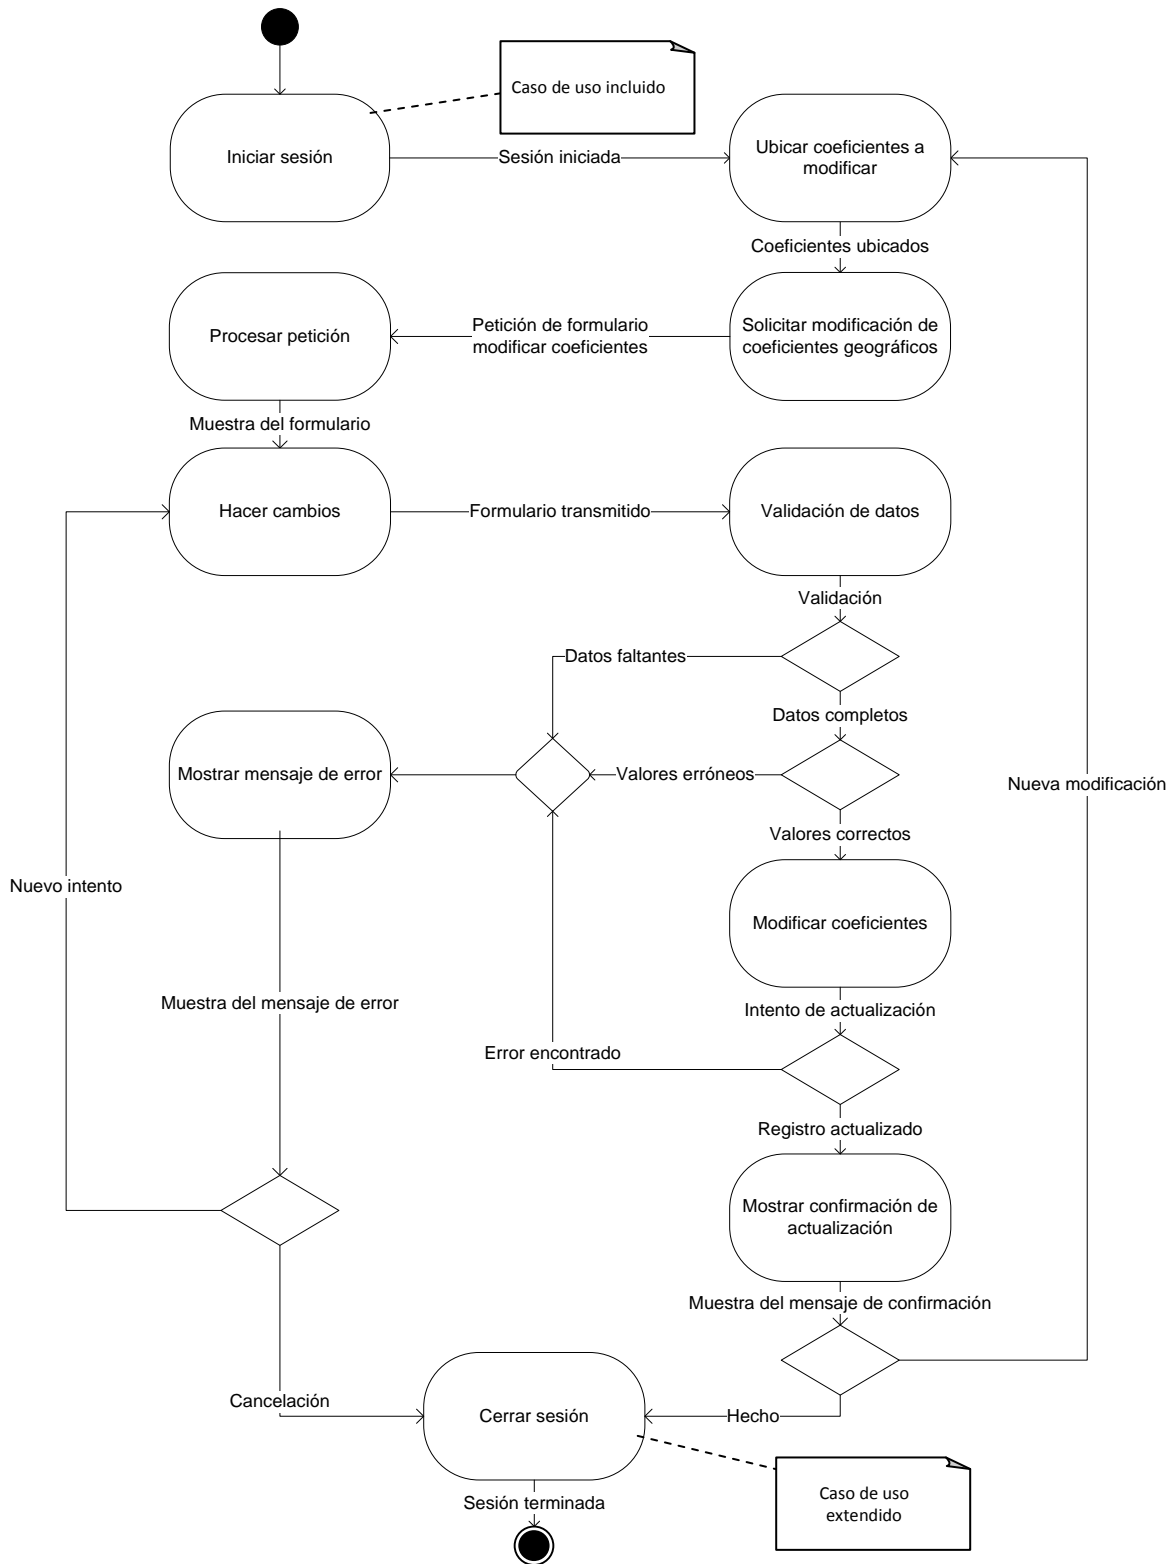 Caso de uso incluido
Iniciar sesión
Sesión iniciada
Ubicar coeficientes a
modificar
Coeficientes ubicados
Procesar petición
Petición de formulario
modificar coeficientes
Solicitar modificación de
coeficientes geográficos
Muestra del formulario
Hacer cambios
Formulario transmitido
Validación de datos
Validación
Datos faltantes
Datos completos
Mostrar mensaje de error
Valores erróneos
Nueva modificación
Valores correctos
Nuevo intento
Modificar coeficientes
Muestra del mensaje de error
Intento de actualización
Error encontrado
Registro actualizado
Mostrar confirmación de
actualización
Muestra del mensaje de confirmación
Cancelación
Cerrar sesión
Hecho
Sesión terminada
Caso de uso
extendido